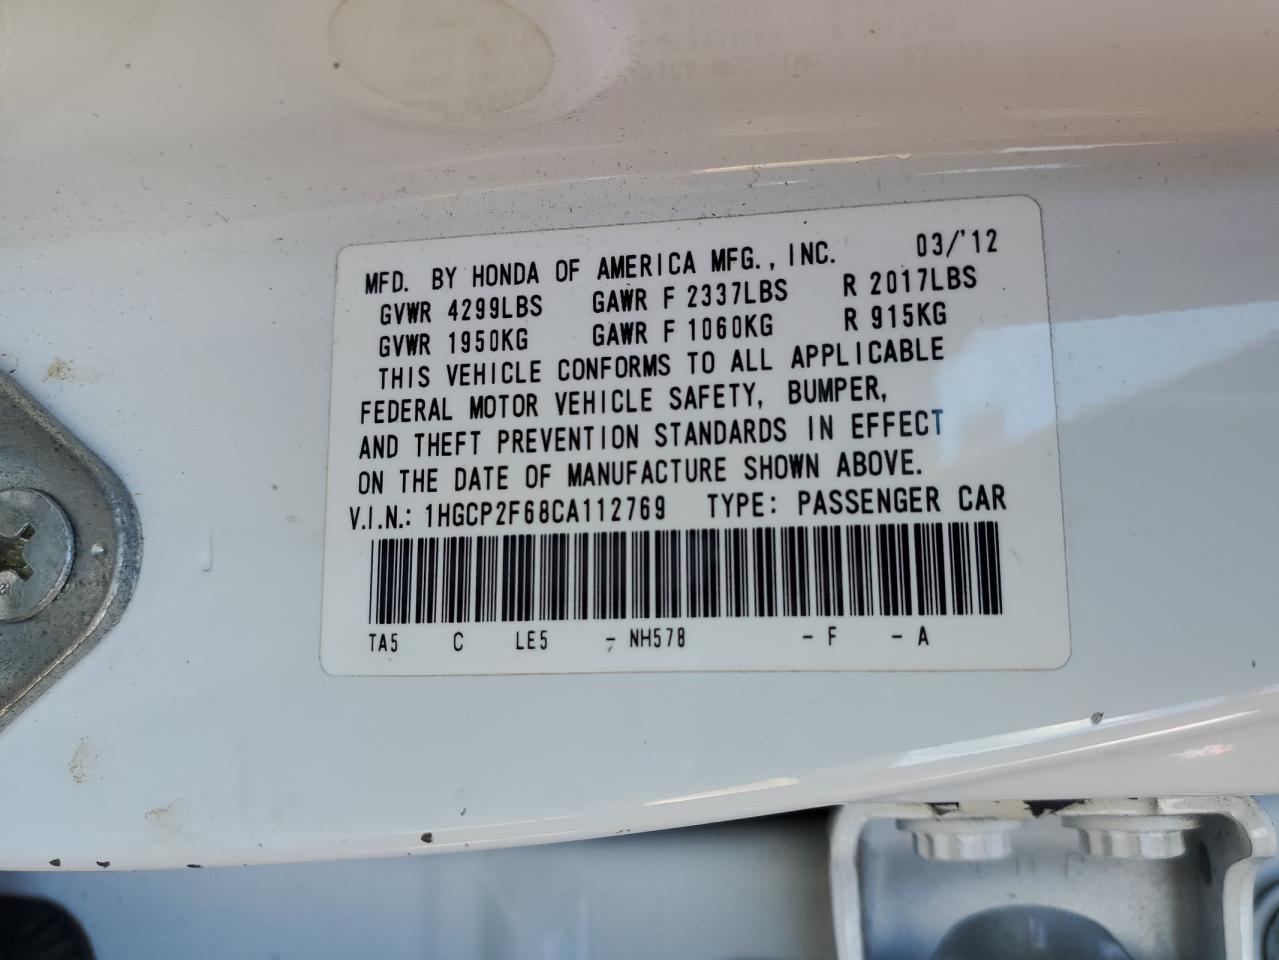 MFD. BY HONDA OF AMERICA MFG., INC. 03/'12
GVWR 4299LBS GAWR F 2337LBS R 2017LBS
GVWR 1950KG GAWR F 1060KG R 915KG
THIS VEHICLE CONFORMS TO ALL APPLICABLE
FEDERAL MOTOR VEHICLE SAFETY, BUMPER,
AND THEFT PREVENTION STANDARDS IN EFFECT
ON THE DATE OF MANUFACTURE SHOWN ABOVE.
V.I.N.: 1HGCP2F68CA112769 TYPE: PASSENGER CAR
TA5 C LE5 - NH578 - F - A